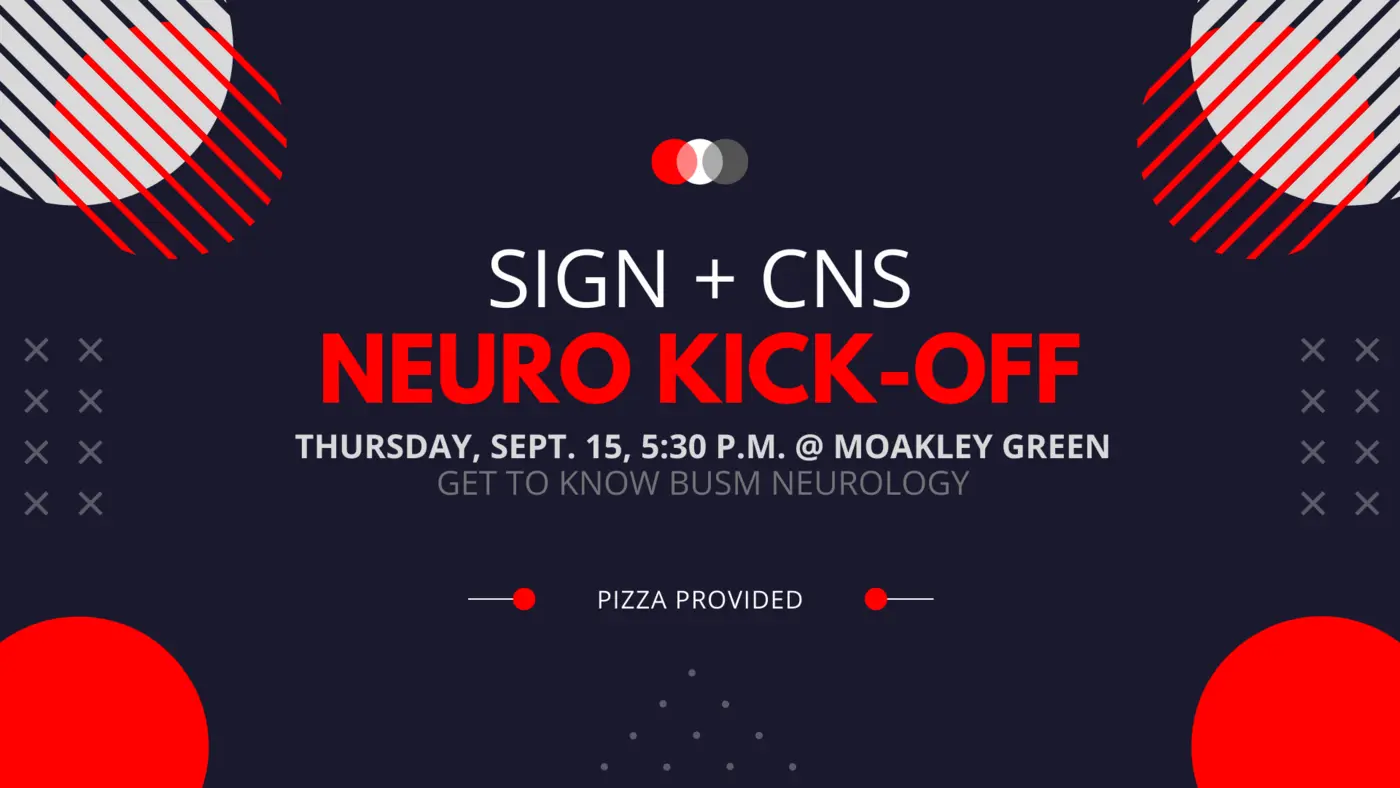 SIGN + CNS
NEURO KICK-OFF
THURSDAY, SEPT. 15, 5:30 P.M. @ MOAKLEY GREEN
GET TO KNOW BUSM NEUROLOGY
PIZZA PROVIDED